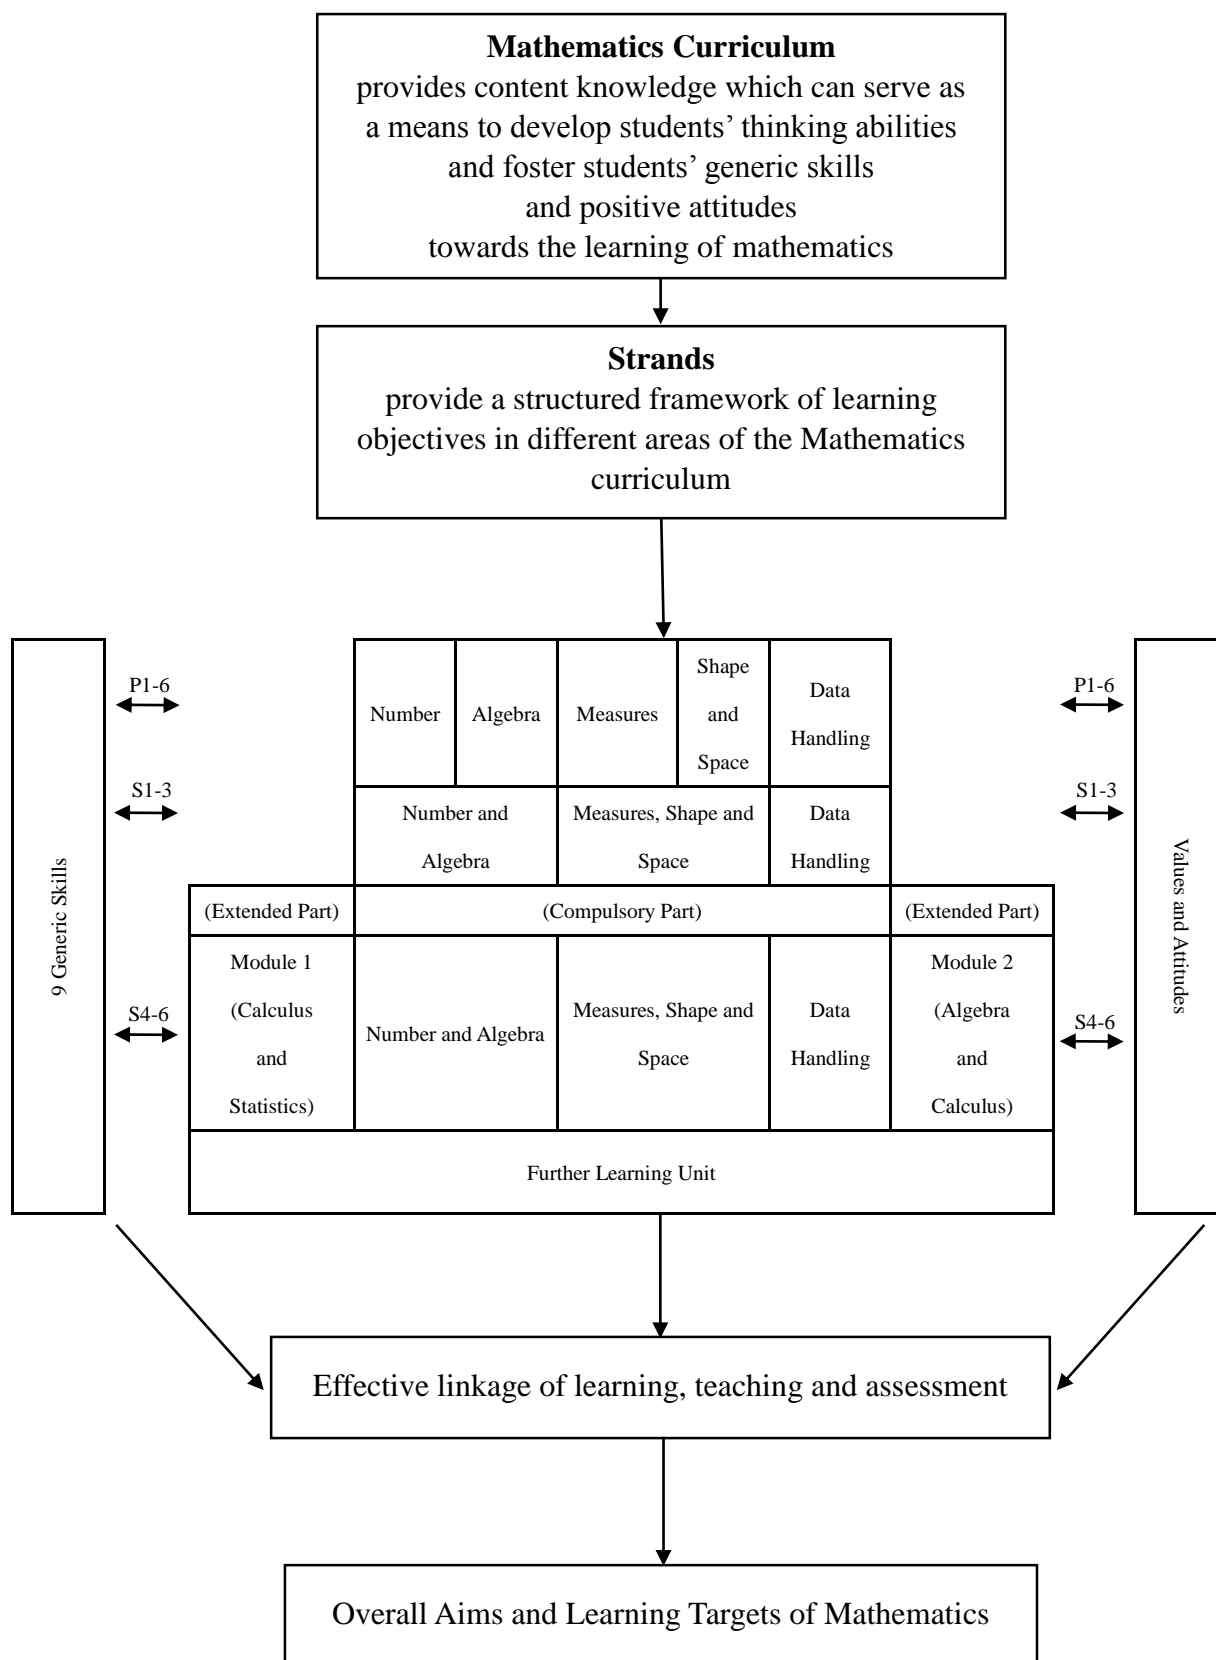 Mathematics Curriculum
provides content knowledge which can serve as
a means to develop students’ thinking abilities
and foster students’ generic skills
and positive attitudes
towards the learning of mathematics
Strands
provide a structured framework of learning
objectives in different areas of the Mathematics
curriculum
9 Generic Skills
P1-6
S1-3
S4-6
Number
Algebra
Measures
Shape
and
Space
Data
Handling
Number and
Algebra
Measures, Shape and
Space
Data
Handling
(Extended Part)
(Compulsory Part)
(Extended Part)
Module 1
(Calculus
and
Statistics)
Number and Algebra
Measures, Shape and
Space
Data
Handling
Module 2
(Algebra
and
Calculus)
Further Learning Unit
P1-6
S1-3
S4-6
Values and Attitudes
Effective linkage of learning, teaching and assessment
Overall Aims and Learning Targets of Mathematics